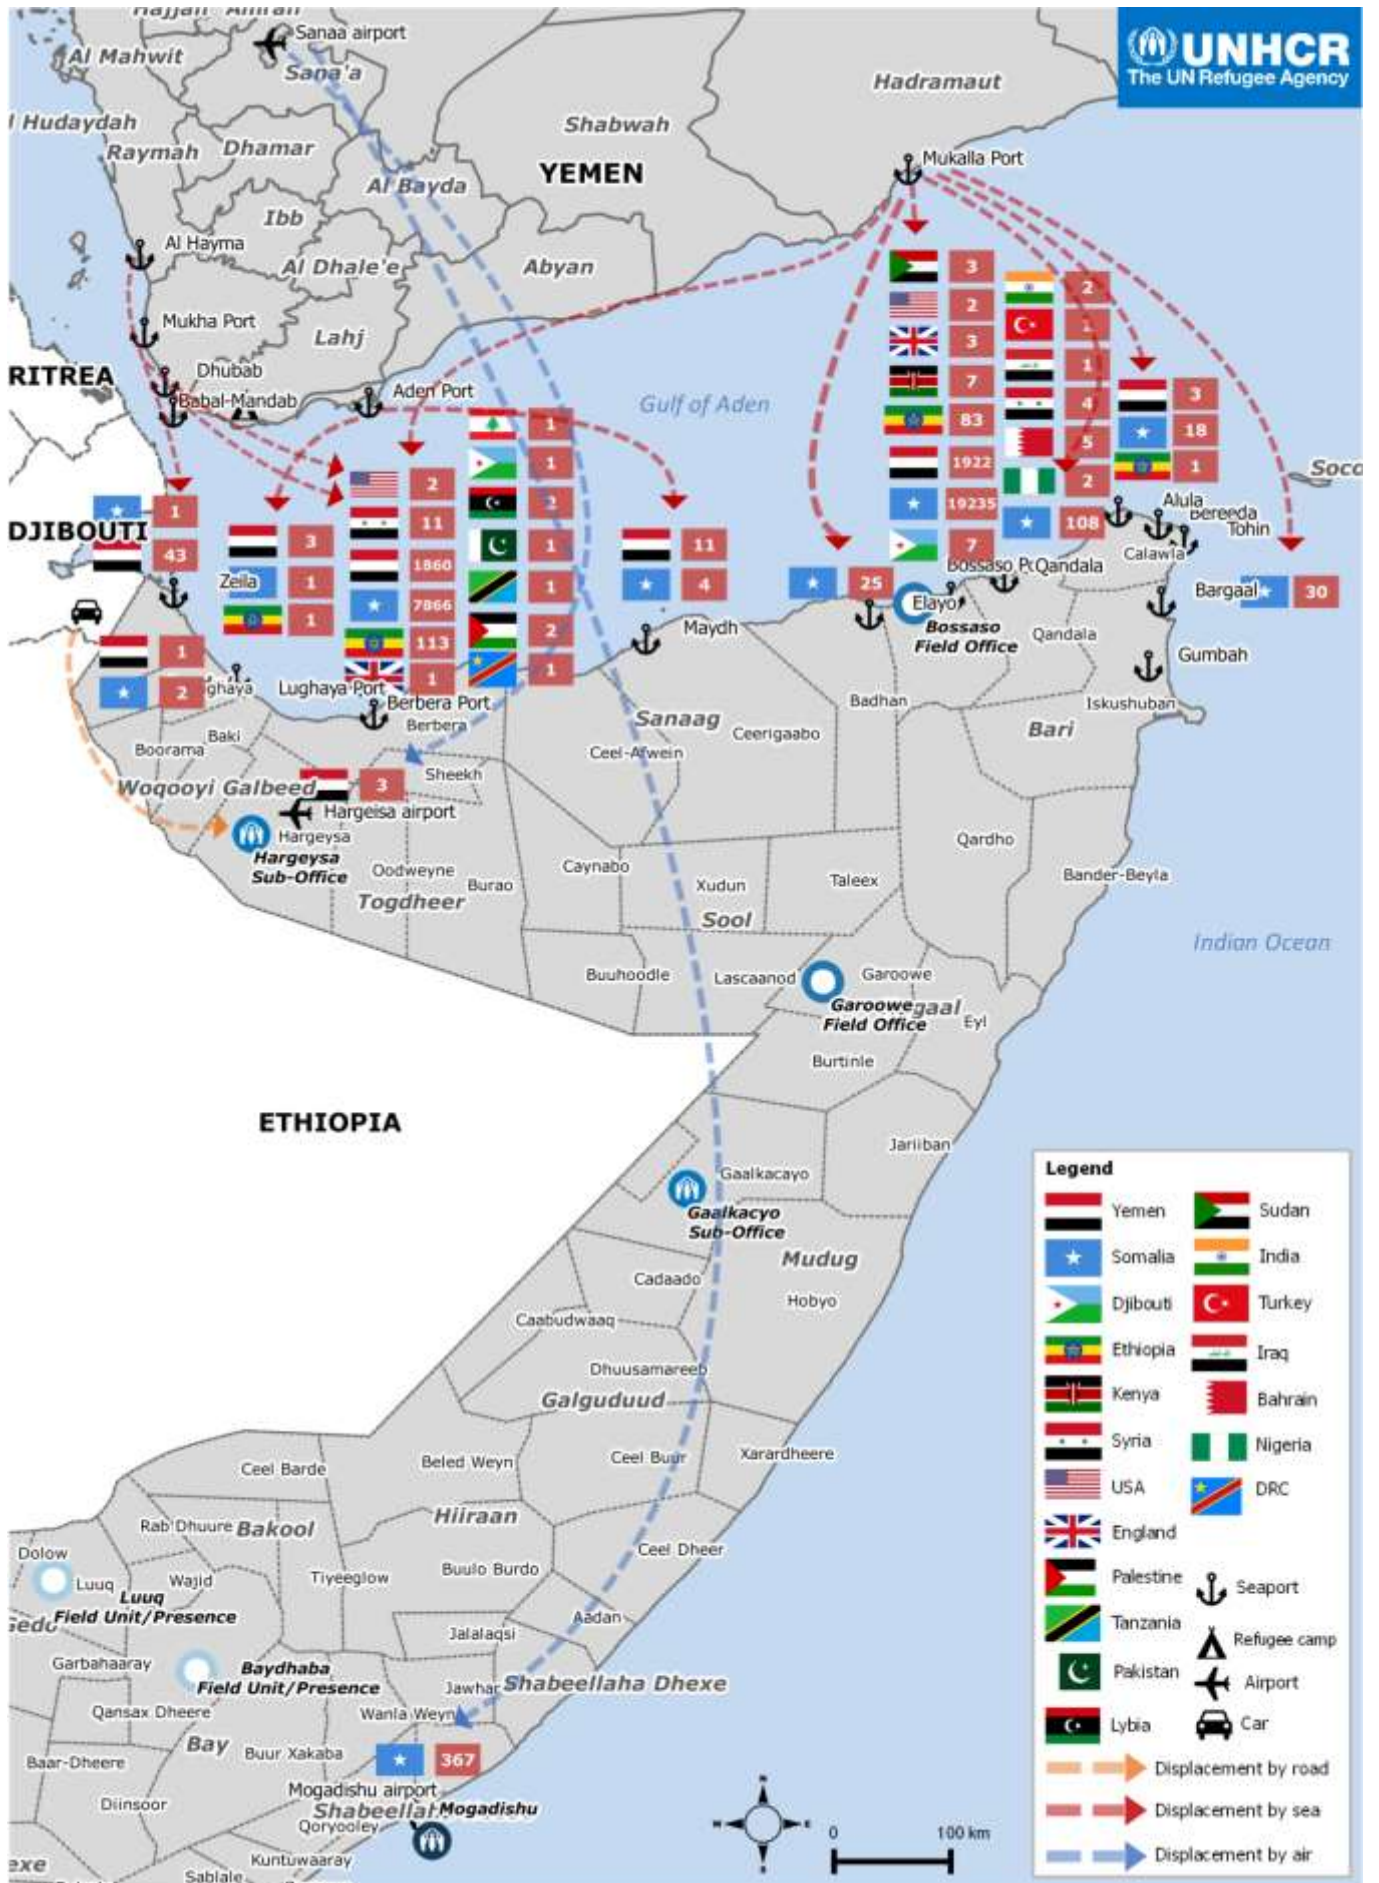 Hajjah Amran
Sanaa airport
UNHCR
The UN Refugee Agency
Al Mahwit
Sana'a
Hadramaut
l Hudaydah
Shabwah
Raymah
Dhamar
Mukalla Port
YEMEN
Al Bayda
Ibb
Al Hayma
Al Dhale'e
Abyan
Mukha Port
Lahj
RITREA
Dhubab
Babal-Mandab
Aden Port
Gulf of Aden
3
2
3
7
83
1922
19235
7
2
1
1
4
5
2
108
3
18
1
Soco
DJIBOUTI
1
43
3
1
1
Zeila
2
11
1860
7866
113
1
1
1
2
1
1
2
1
11
4
25
30
Alula
Bereeda
Tohin
Calawla
Bossaso Po
Qandala
Bargaal
Elayo
Bossaso
Field Office
Qandala
Maydh
Gumbah
1
2
ghaya
Lughaya Port
Berbera Port
Berbera
Badhan
Iskushuban
Sanaag
Bari
Ceerigaabo
Ceel-Afwein
Baki
Boorama
Sheekh
Woqooyi Galbeed
3
Hargeisa airport
Hargeysa
Hargeysa
Sub-Office
Qardho
Oodweyne
Burao
Caynabo
Xudun
Taleex
Bander-Beyla
Togdheer
Sool
Indian Ocean
Buuhoodle
Lascaanod
Garoowe
Garoowe
Field Office
gaal
Eyl
Burtinle
ETHIOPIA
Jariiban
Gaalkacayo
Gaalkacyo
Sub-Office
Mudug
Cadaado
Hobyo
Caabudwaaq
Dhuusamareeb
Galguduud
Xarardheere
Ceel Buur
Beled Weyn
Ceel Barde
Hiiraan
Rab Dhuure
Bakool
Ceel Dheer
Dolow
Luuq
Wajid
Tiyeeglow
Buulo Burdo
Luuq
Field Unit/Presence
Gedo
Aadan
Jalalaqsi
Garbahaaray
Baydhaba
Field Unit/Presence
Jawhar
Shabeellaha Dhexe
Qansax Dheere
Wanla Weyn
Bay
Buur Xakaba
Baar-Dheere
367
Mogadishu airport
Diinsoor
Shabeellah
Mogadishu
Qoryooley
Kuntuwaaray
exe
Sablale
N
W
E
S
0
100 km
Legend
Yemen
Somalia
Djibouti
Ethiopia
Kenya
Syria
USA
England
Palestine
Tanzania
Pakistan
Lybia
Sudan
India
Turkey
Iraq
Bahrain
Nigeria
DRC
Seaport
Refugee camp
Airport
Car
Displacement by road
Displacement by sea
Displacement by air